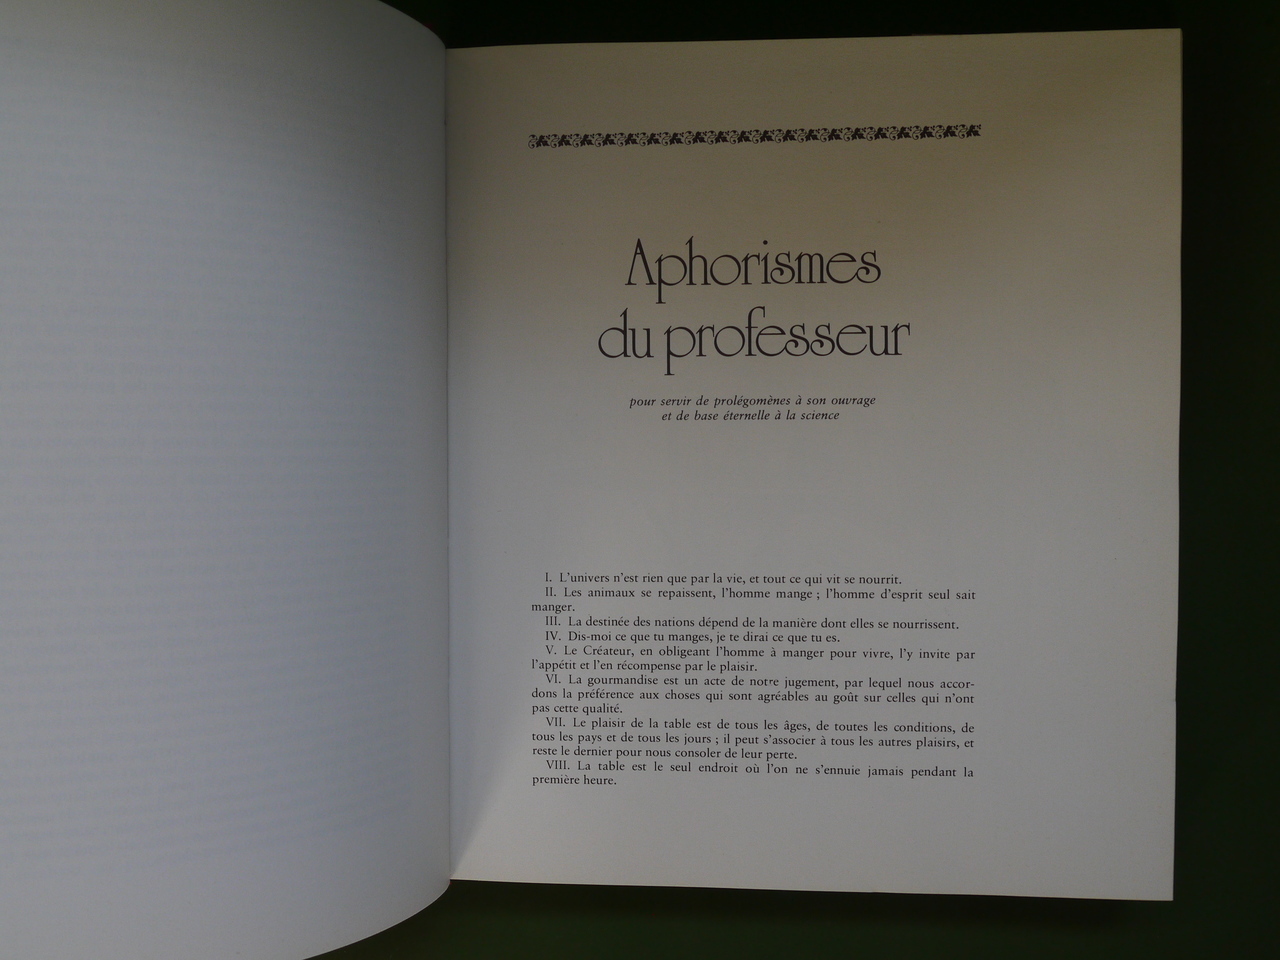 Aphorismes
du professeur
pour servir de prolégomènes à son ouvrage
et de base éternelle à la science
I. L'univers n'est rien que par la vie, et tout ce qui vit se nourrit.
II. Les animaux se repaissent, l'homme mange ; l'homme d'esprit seul sait
manger.
III. La destinée des nations dépend de la manière dont elles se nourrissent.
IV. Dis-moi ce que tu manges, je te dirai ce que tu es.
V. Le Créateur, en obligeant l'homme à manger pour vivre, l'y invite par
l'appétit et l'en récompense par le plaisir.
VI. La gourmandise est un acte de notre jugement, par lequel nous accor-
dons la préférence aux choses qui sont agréables au goût sur celles qui n'ont
pas cette qualité.
VII. Le plaisir de la table est de tous les âges, de toutes les conditions, de
tous les pays et de tous les jours ; il peut s'associer à tous les autres plaisirs, et
reste le dernier pour nous consoler de leur perte.
VIII. La table est le seul endroit où l'on ne s'ennuie jamais pendant la
première heure.